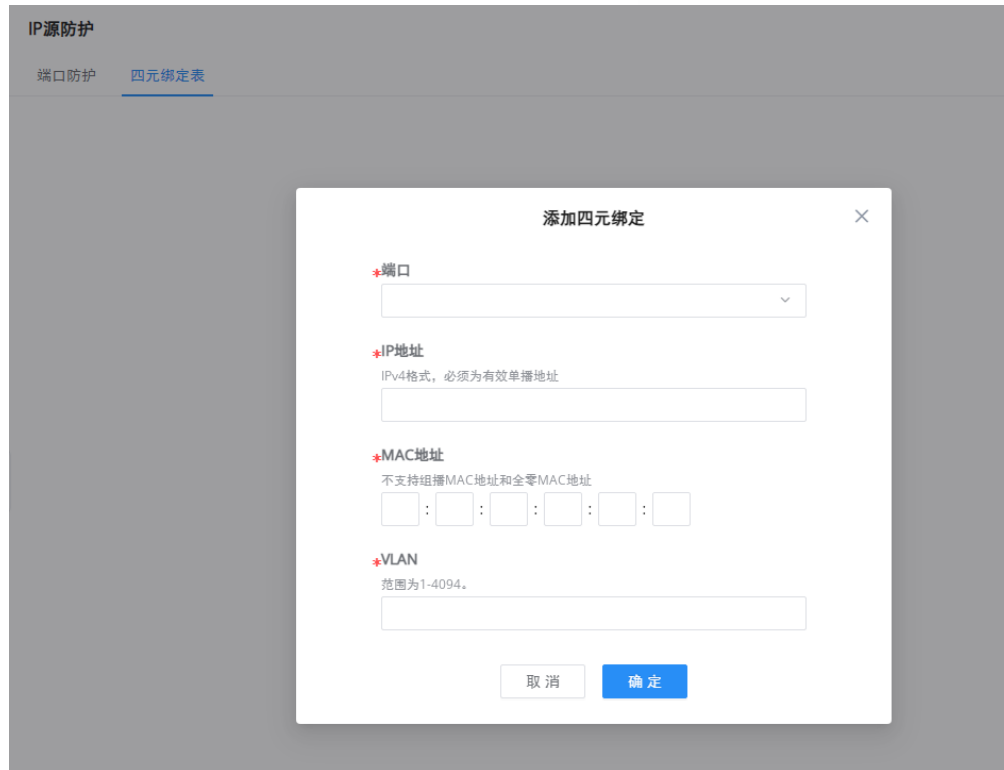 IP源防护
端口防护 四元绑定表
添加四元绑定
*端口
*IP地址
IPv4格式，必须为有效单播地址
*MAC地址
不支持组播MAC地址和全零MAC地址
: : : : :
*VLAN
范围为1-4094。
取消 确定